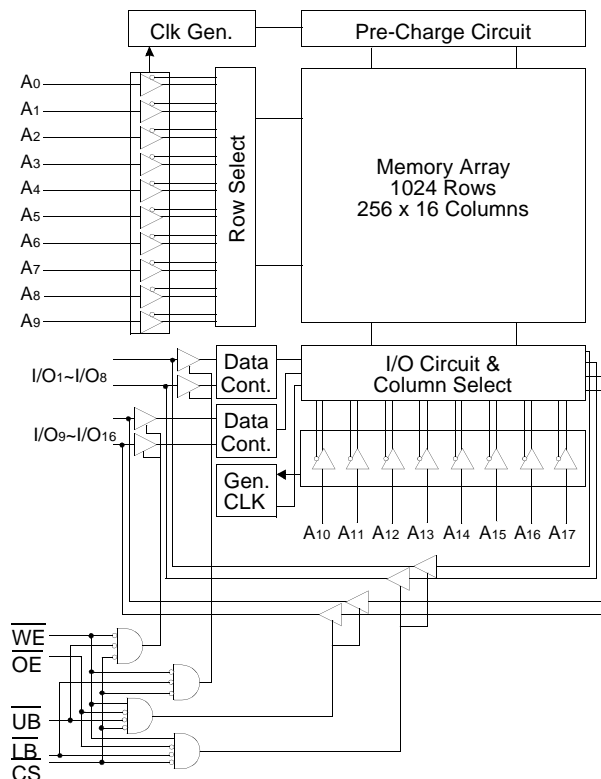 Clk Gen.
Pre-Charge Circuit
A0
A1
A2
A3
A4
A5
A6
A7
A8
A9
Row Select
Memory Array
1024 Rows
256 x 16 Columns
I/O1~I/O8
Data
Cont.
I/O Circuit &
Column Select
I/O9~I/O16
Data
Cont.
Gen.
CLK
A10 A11 A12 A13 A14 A15 A16 A17
WE
OE
UB
LB
CS